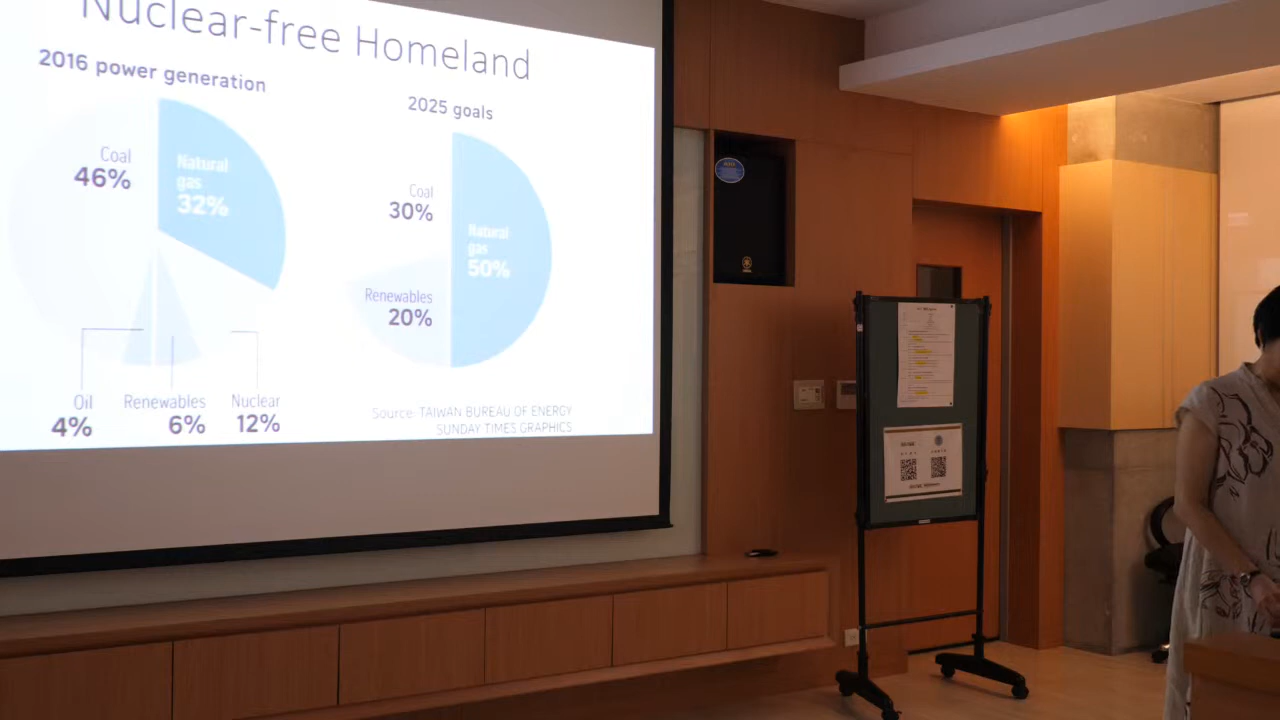 Nuclear-free Homeland
2016 power generation
2025 goals
Coal
46%
Natural
gas
32%
Oil
4%
Renewables
6%
Nuclear
12%
Coal
30%
Natural
gas
50%
Renewables
20%
Source: TAIWAN BUREAU OF ENERGY
SUNDAY TIMES GRAPHICS